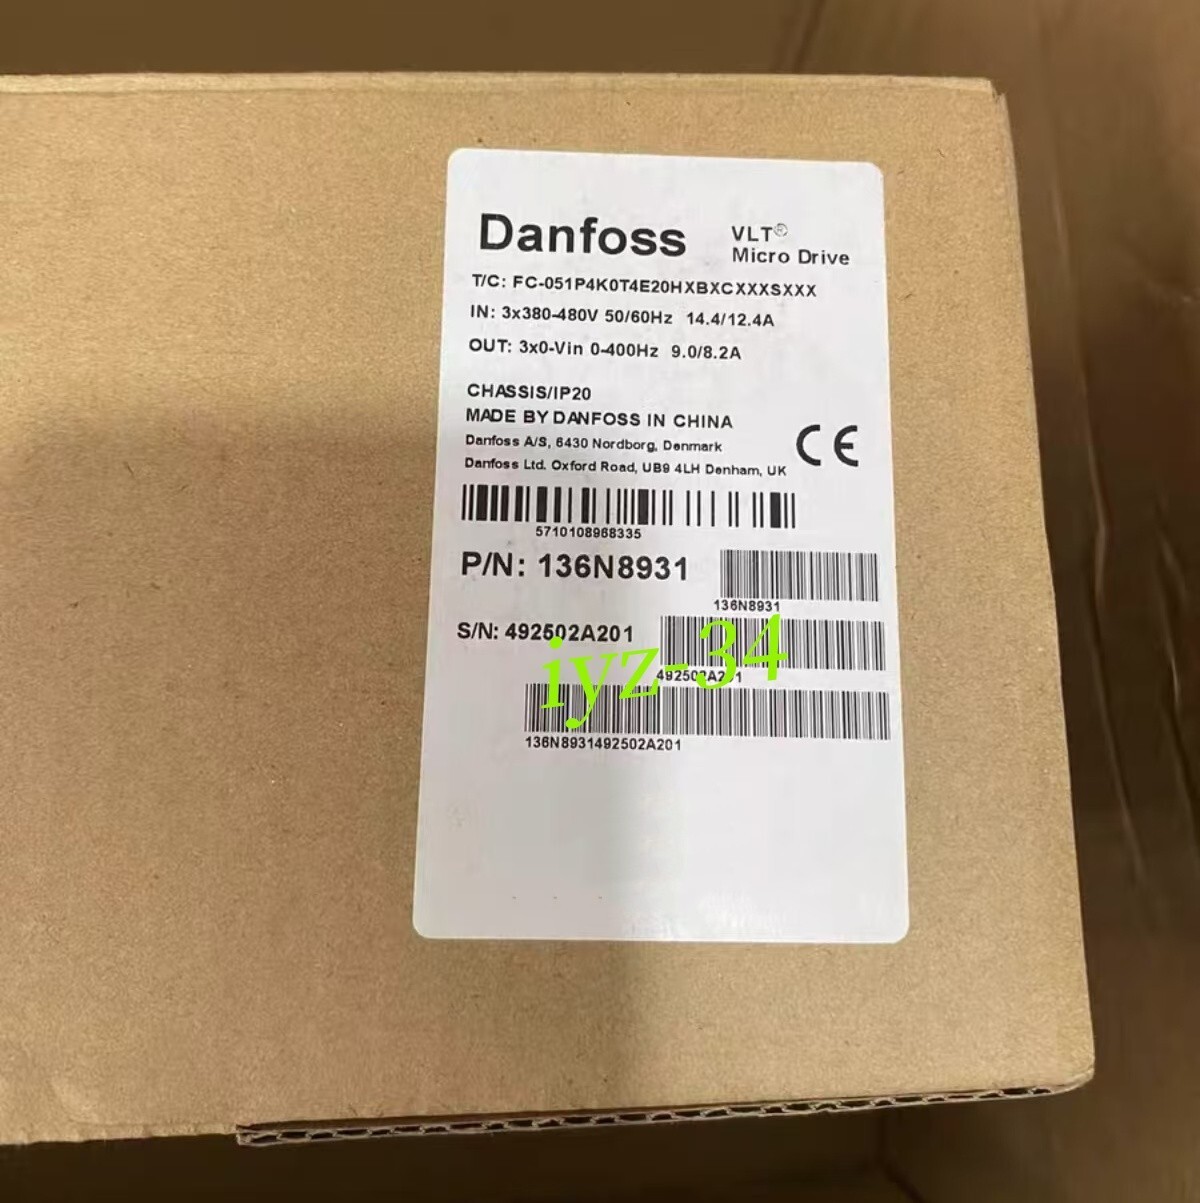 Danfoss
VLT®
Micro Drive
T/C: FC-051P4K0T4E20HXBXCXXXSXXX
IN: 3x380-480V 50/60Hz 14.4/12.4A
OUT: 3x0-Vin 0-400Hz 9.0/8.2A
CHASSIS/IP20
MADE BY DANFOSS IN CHINA
Danfoss A/S, 6430 Nordborg, Denmark
Danfoss Ltd. Oxford Road, UB9 4LH Denham, UK
CE
5710108968335
P/N: 136N8931
136N8931
S/N: 492502A201
492502A201
iyz-34
136N8931492502A201